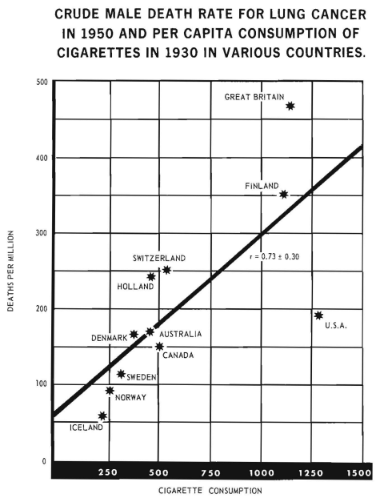 CRUDE MALE DEATH RATE FOR LUNG CANCER
IN 1950 AND PER CAPITA CONSUMPTION OF
CIGARETTES IN 1930 IN VARIOUS COUNTRIES.
500
GREAT BRITAIN
400
FINLAND
DEATHS PER MILLION
300
SWITZERLAND
r = 0.73 ± 0.30
HOLLAND
200
U.S.A.
DENMARK
AUSTRALIA
CANADA
100
SWEDEN
NORWAY
ICELAND
0
250 500 750 1000 1250 1500
CIGARETTE CONSUMPTION